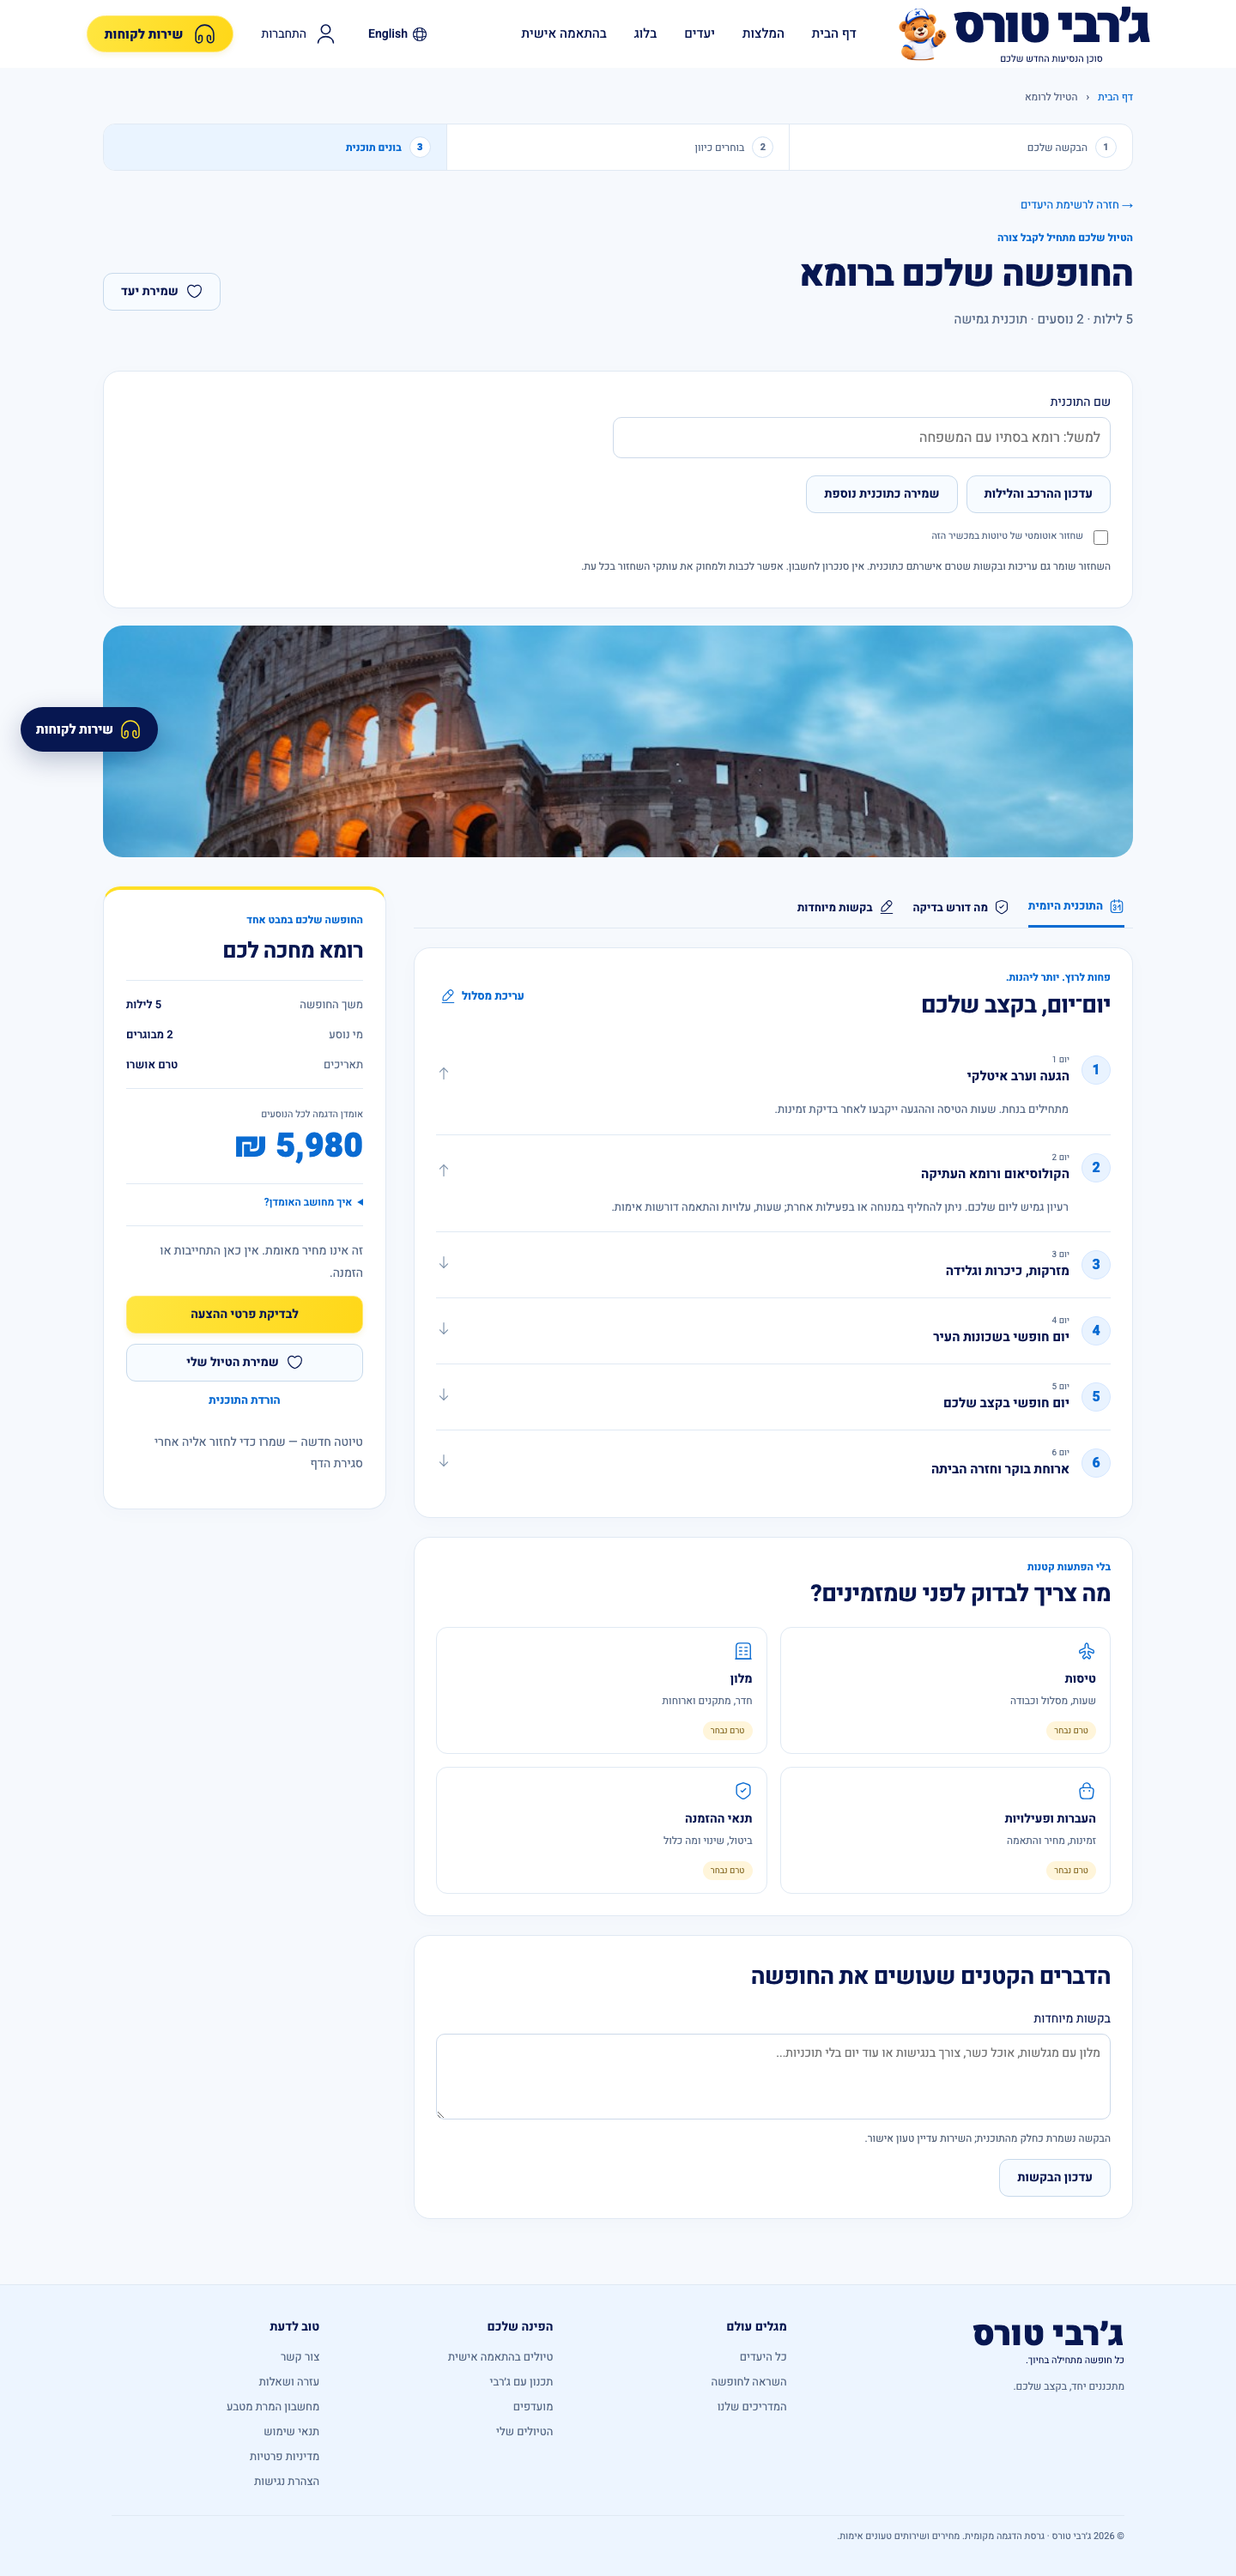 ג'רבי טורס
סוכן הנסיעות החדש שלכם
דף הבית
המלצות
יעדים
בלוג
בהתאמה אישית
English
התחברות
שירות לקוחות
דף הבית ‹ הטיול לרומא
1 הבקשה שלכם
2 בוחרים כיוון
3 בונים תוכנית
→ חזרה לרשימת היעדים
הטיול שלכם מתחיל לקבל צורה
החופשה שלכם ברומא
5 לילות · 2 נוסעים · תוכנית גמישה
שמירת יעד
שם התוכנית
למשל: רומא בסתיו עם המשפחה
עדכון ההרכב והלילות
שמירה כתוכנית נוספת
שחזור אוטומטי של טיוטות במכשיר הזה
השחזור שומר גם עריכות ובקשות שטרם אישרתם כתוכנית. אין סנכרון לחשבון. אפשר לכבות ולמחוק את עותקי השחזור בכל עת.
שירות לקוחות
התוכנית היומית
מה דורש בדיקה
בקשות מיוחדות
פחות לרוץ. יותר ליהנות.
יום־יום, בקצב שלכם
עריכת מסלול
1
יום 1
הגעה וערב איטלקי
↑
מתחילים בנחת. שעות הטיסה וההגעה ייקבעו לאחר בדיקת זמינות.
2
יום 2
הקולוסיאום ורומא העתיקה
↑
רעיון גמיש ליום שלכם. ניתן להחליף במנוחה או בפעילות אחרת; שעות, עלויות והתאמה דורשות אימות.
3
יום 3
מזרקות, כיכרות וגלידה
↓
4
יום 4
יום חופשי בשכונות העיר
↓
5
יום 5
יום חופשי בקצב שלכם
↓
6
יום 6
ארוחת בוקר וחזרה הביתה
↓
החופשה שלכם במבט אחד
רומא מחכה לכם
משך החופשה 5 לילות
מי נוסע 2 מבוגרים
תאריכים טרם אושרו
אומדן הדגמה לכל הנוסעים
5,980 ₪
איך מחושב האומדן?
זה אינו מחיר מאומת. אין כאן התחייבות או
הזמנה.
לבדיקת פרטי ההצעה
שמירת הטיול שלי
הורדת התוכנית
טיוטה חדשה — שמרו כדי לחזור אליה אחרי
סגירת הדף
בלי הפתעות קטנות
מה צריך לבדוק לפני שמזמינים?
טיסות
שעות, מסלול וכבודה
טרם נבחר
מלון
חדר, מתקנים וארוחות
טרם נבחר
העברות ופעילויות
זמינות, מחיר והתאמה
טרם נבחר
תנאי ההזמנה
ביטול, שינוי ומה כלול
טרם נבחר
הדברים הקטנים שעושים את החופשה
בקשות מיוחדות
מלון עם מגלשות, אוכל כשר, צורך בנגישות או עוד יום בלי תוכניות...
הבקשה נשמרת כחלק מהתוכנית; השירות עדיין טעון אישור.
עדכון הבקשות
ג'רבי טורס
כל חופשה מתחילה בחיוך.
מתכננים יחד, בקצב שלכם.
מגלים עולם
כל היעדים
השראה לחופשה
המדריכים שלנו
הפינה שלכם
טיולים בהתאמה אישית
תכנון עם ג'רבי
מועדפים
הטיולים שלי
טוב לדעת
צור קשר
עזרה ושאלות
מחשבון המרת מטבע
תנאי שימוש
מדיניות פרטיות
הצהרת נגישות
© 2026 ג'רבי טורס · גרסת הדגמה מקומית. מחירים ושירותים טעונים אימות.